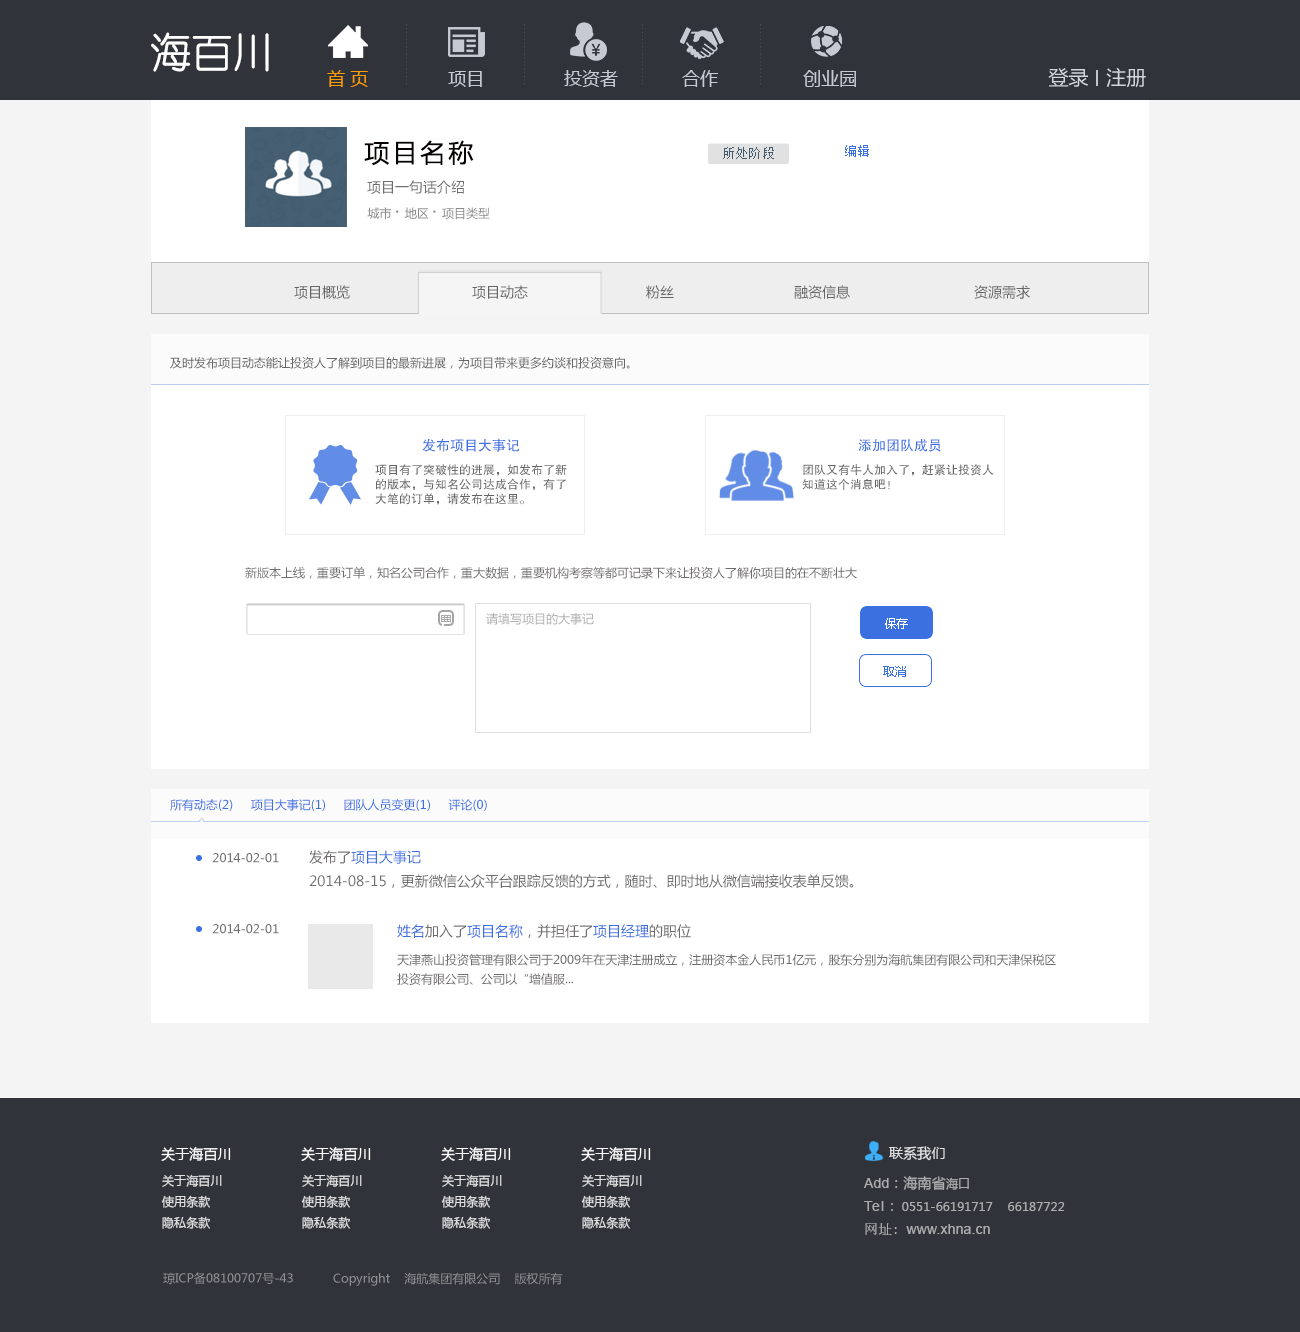 海百川
首 页
项目
投资者
合作
创业园
登录 | 注册
项目名称
所处阶段
编辑
项目一句话介绍
城市 · 地区 · 项目类型
项目概览
项目动态
粉丝
融资信息
资源需求
及时发布项目动态能让投资人了解到项目的最新进展，为项目带来更多约谈和投资意向。
发布项目大事记
项目有了突破性的进展，如发布了新
的版本，与知名公司达成合作，有了
大笔的订单，请发布在这里。
添加团队成员
团队又有牛人加入了，赶紧让投资人
知道这个消息吧！
新版本上线，重要订单，知名公司合作，重大数据，重要机构考察等都可记录下来让投资人了解你项目的在不断壮大
请填写项目的大事记
保存
取消
所有动态(2)
项目大事记(1)
团队人员变更(1)
评论(0)
2014-02-01
发布了项目大事记
2014-08-15，更新微信公众平台跟踪反馈的方式，随时、即时地从微信端接收表单反馈。
2014-02-01
姓名加入了项目名称，并担任了项目经理的职位
天津燕山投资管理有限公司于2009年在天津注册成立，注册资本金人民币1亿元，股东分别为海航集团有限公司和天津保税区
投资有限公司、公司以“增值服...
关于海百川
关于海百川
使用条款
隐私条款
关于海百川
关于海百川
使用条款
隐私条款
关于海百川
关于海百川
使用条款
隐私条款
关于海百川
关于海百川
使用条款
隐私条款
联系我们
Add：海南省海口
Tel：0551-66191717 66187722
网址：www.xhna.cn
琼ICP备08100707号-43 Copyright 海航集团有限公司 版权所有